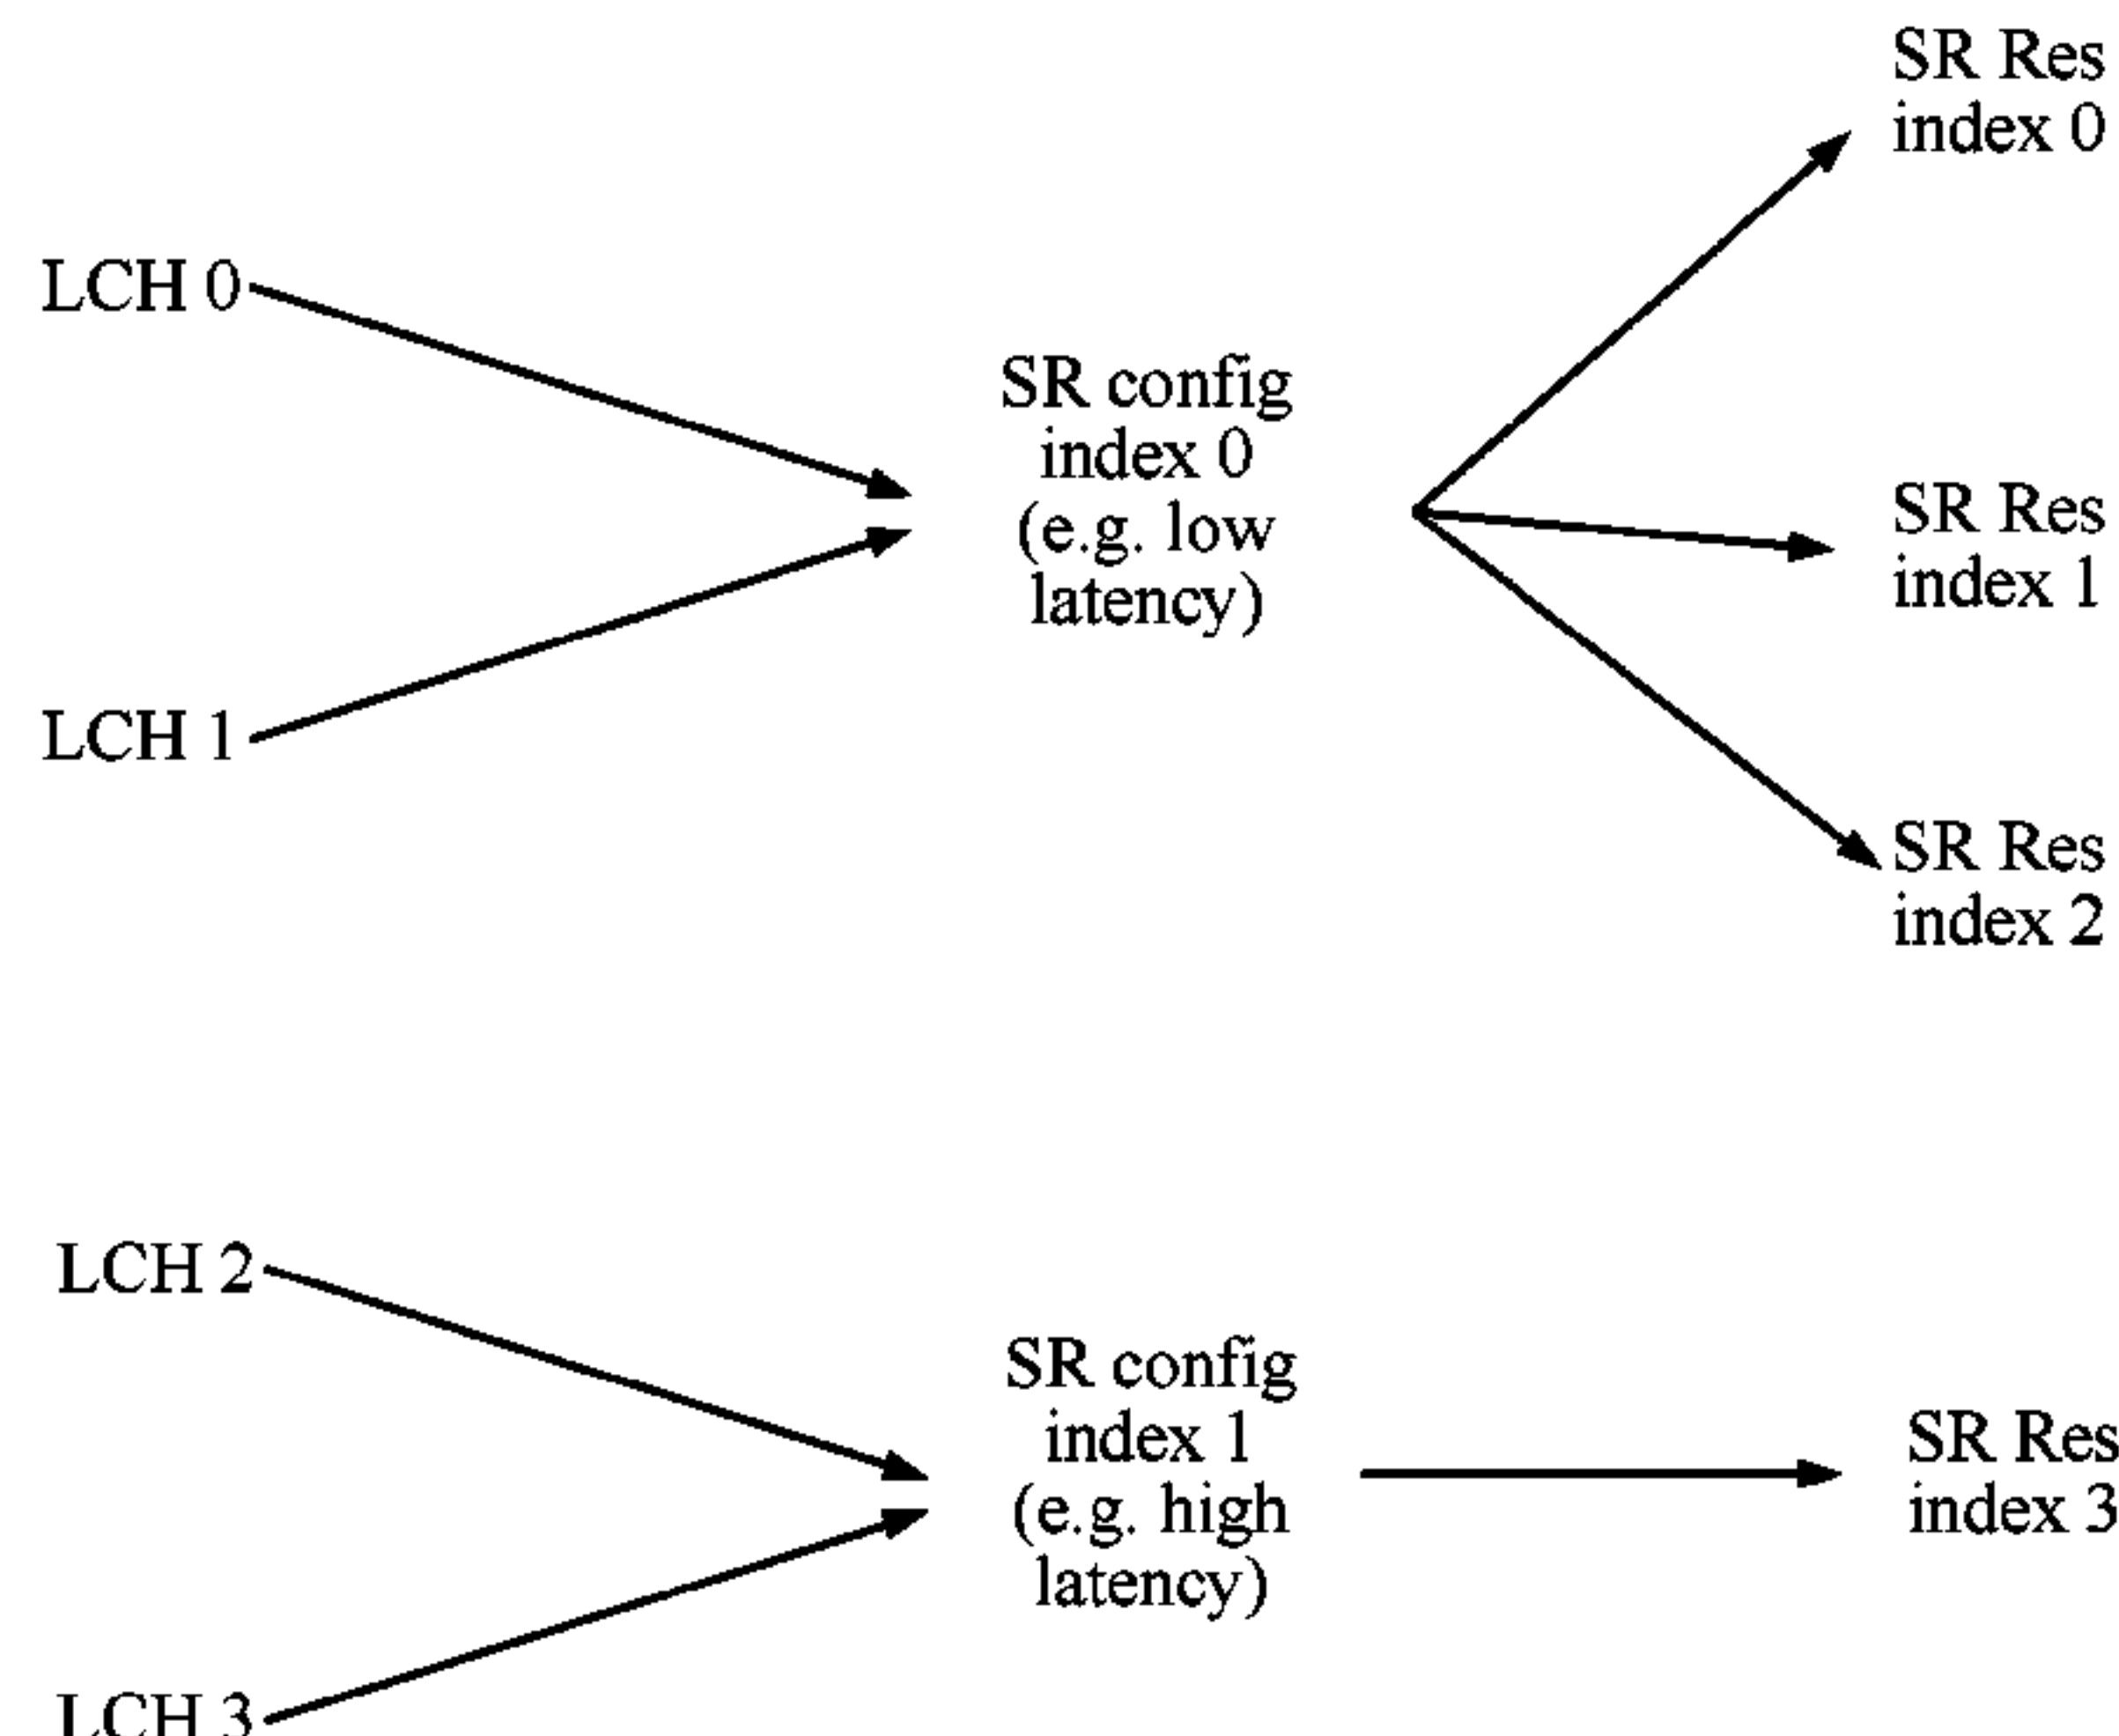 SR Res
index 0
LCH 0
SR config
index 0
(e.g. low
latency)
SR Res
index 1
LCH 1
SR Res
index 2
LCH 2
SR config
index 1
(e.g. high
latency)
SR Res
index 3
LCH 3